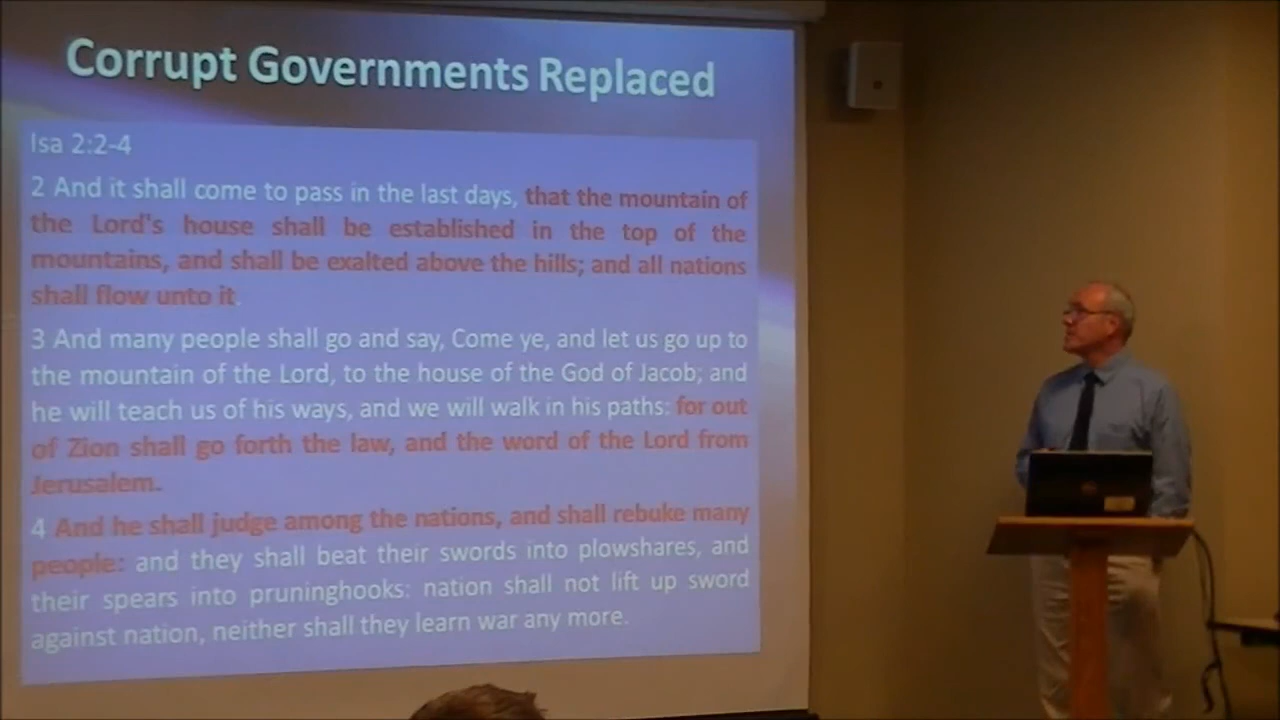 Corrupt Governments Replaced
Isa 2:2-4
2 And it shall come to pass in the last days, that the mountain of
the Lord's house shall be established in the top of the
mountains, and shall be exalted above the hills; and all nations
shall flow unto it.
3 And many people shall go and say, Come ye, and let us go up to
the mountain of the Lord, to the house of the God of Jacob; and
he will teach us of his ways, and we will walk in his paths: for out
of Zion shall go forth the law, and the word of the Lord from
Jerusalem.
4 And he shall judge among the nations, and shall rebuke many
people: and they shall beat their swords into plowshares, and
their spears into pruninghooks: nation shall not lift up sword
against nation, neither shall they learn war any more.